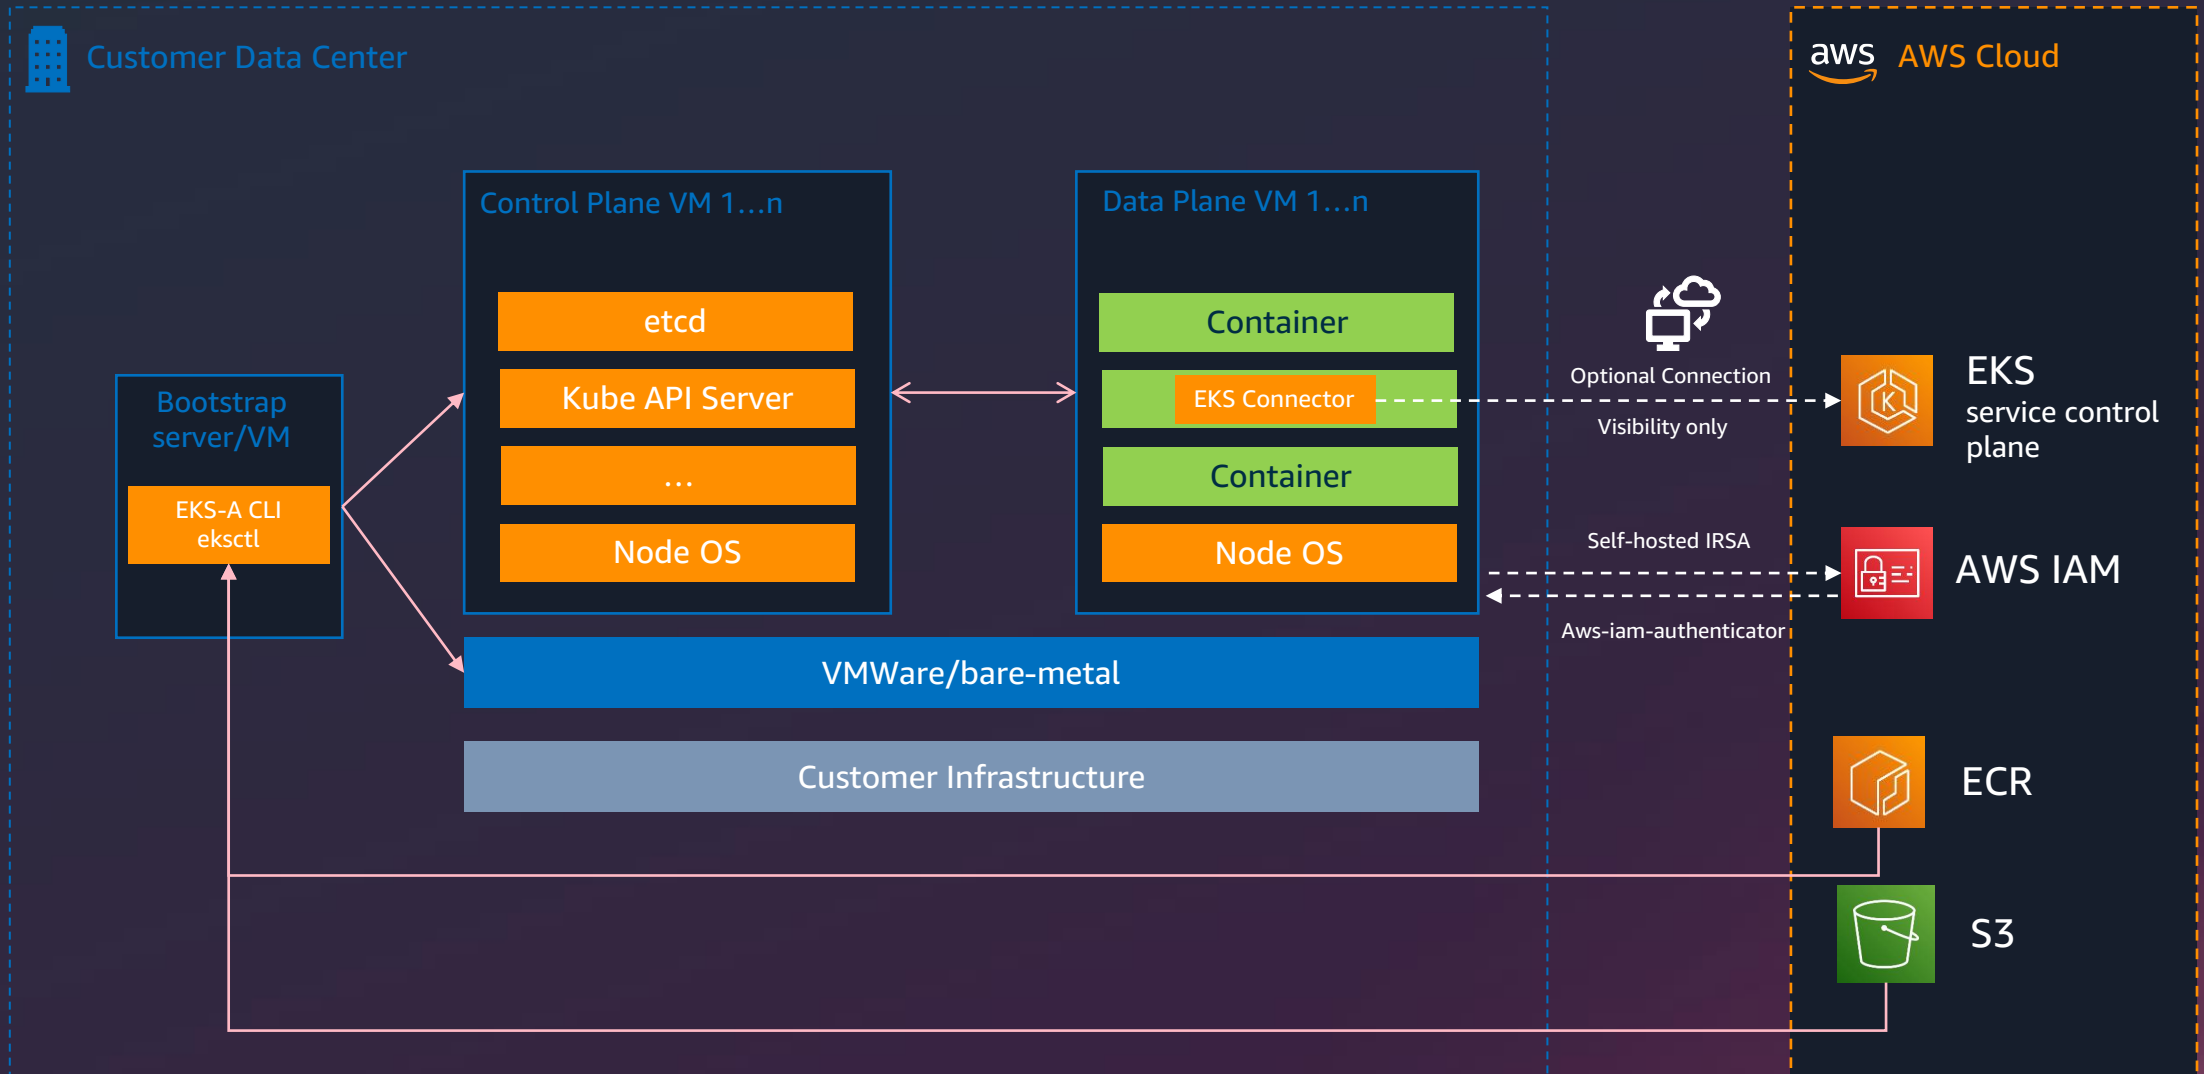 Customer Data Center
aws
AWS Cloud
Control Plane VM 1...n
Data Plane VM 1...n
etcd
Container
Optional Connection
EKS
Bootstrap
Kube API Server
EKS Connector
service control
server/VM
Visibility only
plane
...
Container
EKS-A CLI
eksctl
Node OS
Node OS
Self-hosted IRSA
K
AWS IAM
Aws-iam-authenticator
VMWare/bare-metal
Customer Infrastructure
ECR
S3